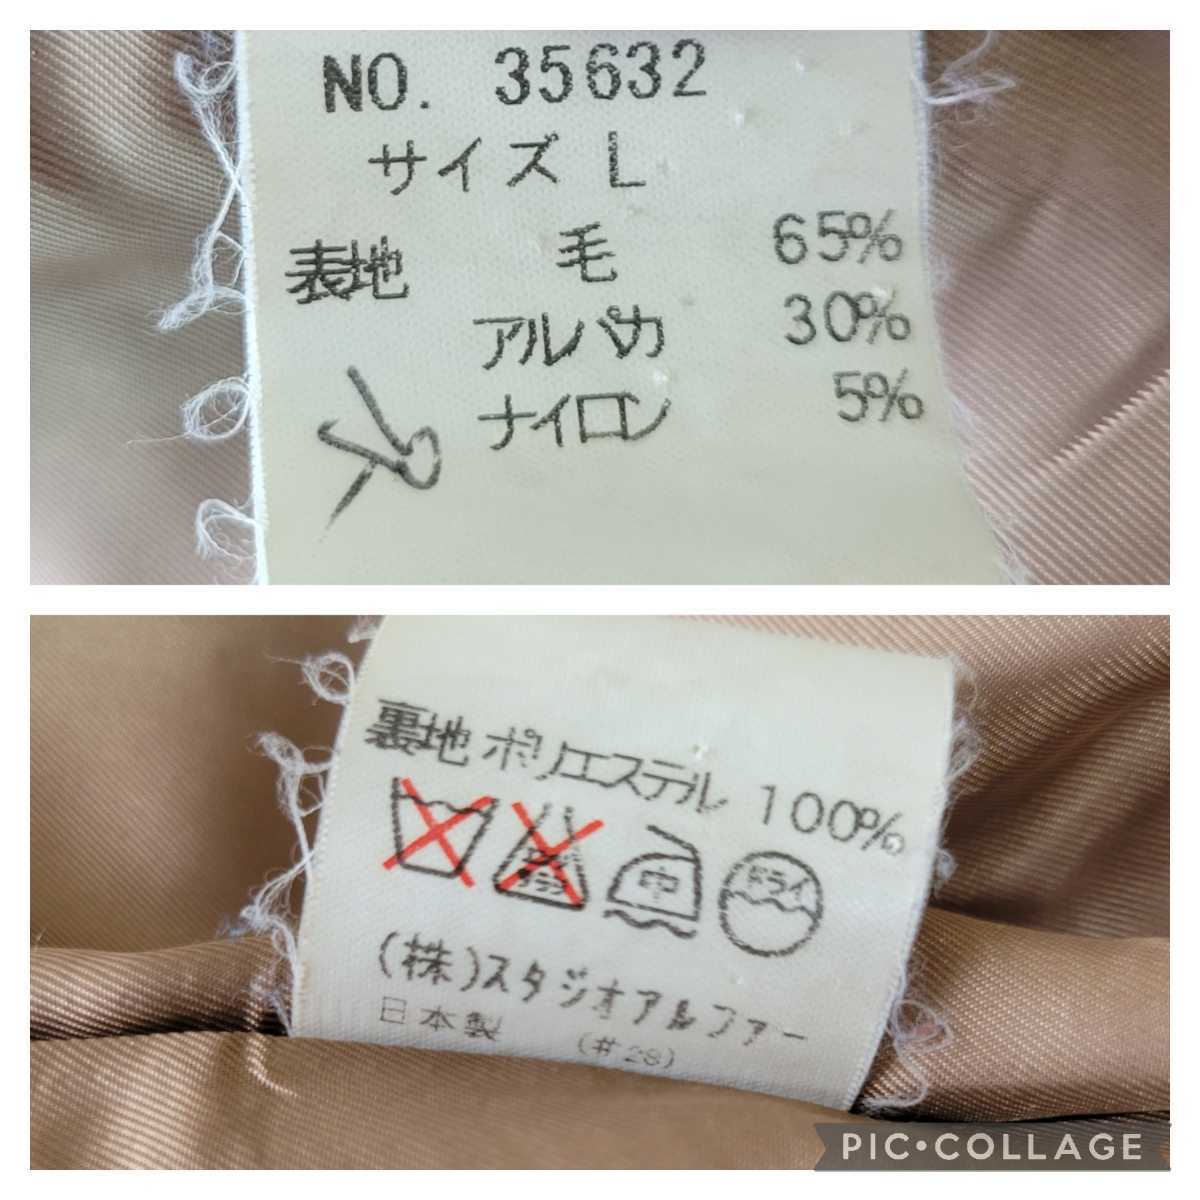 NO. 35632
サイズ L
表地 毛 65%
アルパカ 30%
ナイロン 5%
裏地 ポリエステル 100%
中
ドライ
(株)スタジオアルファー
日本製 (#28)
PIC•COLLAGE